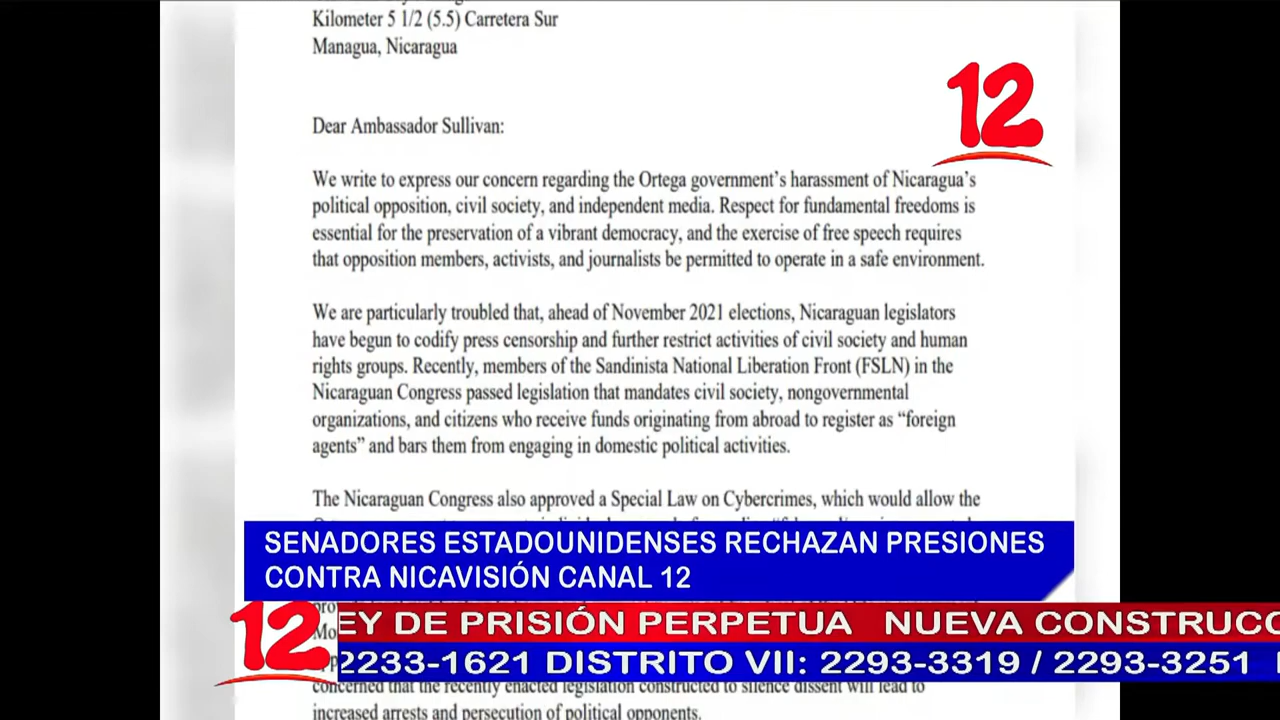 Kilometer 5 1/2 (5.5) Carretera Sur
Managua, Nicaragua
12
Dear Ambassador Sullivan:
We write to express our concern regarding the Ortega government’s harassment of Nicaragua’s
political opposition, civil society, and independent media. Respect for fundamental freedoms is
essential for the preservation of a vibrant democracy, and the exercise of free speech requires
that opposition members, activists, and journalists be permitted to operate in a safe environment.
We are particularly troubled that, ahead of November 2021 elections, Nicaraguan legislators
have begun to codify press censorship and further restrict activities of civil society and human
rights groups. Recently, members of the Sandinista National Liberation Front (FSLN) in the
Nicaraguan Congress passed legislation that mandates civil society, nongovernmental
organizations, and citizens who receive funds originating from abroad to register as “foreign
agents” and bars them from engaging in domestic political activities.
The Nicaraguan Congress also approved a Special Law on Cybercrimes, which would allow the
SENADORES ESTADOUNIDENSES RECHAZAN PRESIONES
CONTRA NICAVISIÓN CANAL 12
pro
12
Mo
EY DE PRISIÓN PERPETUA NUEVA CONSTRUCC
2233-1621 DISTRITO VII: 2293-3319 / 2293-3251
concerned that the recently enacted legislation constructed to silence dissent will lead to
increased arrests and persecution of political opponents.